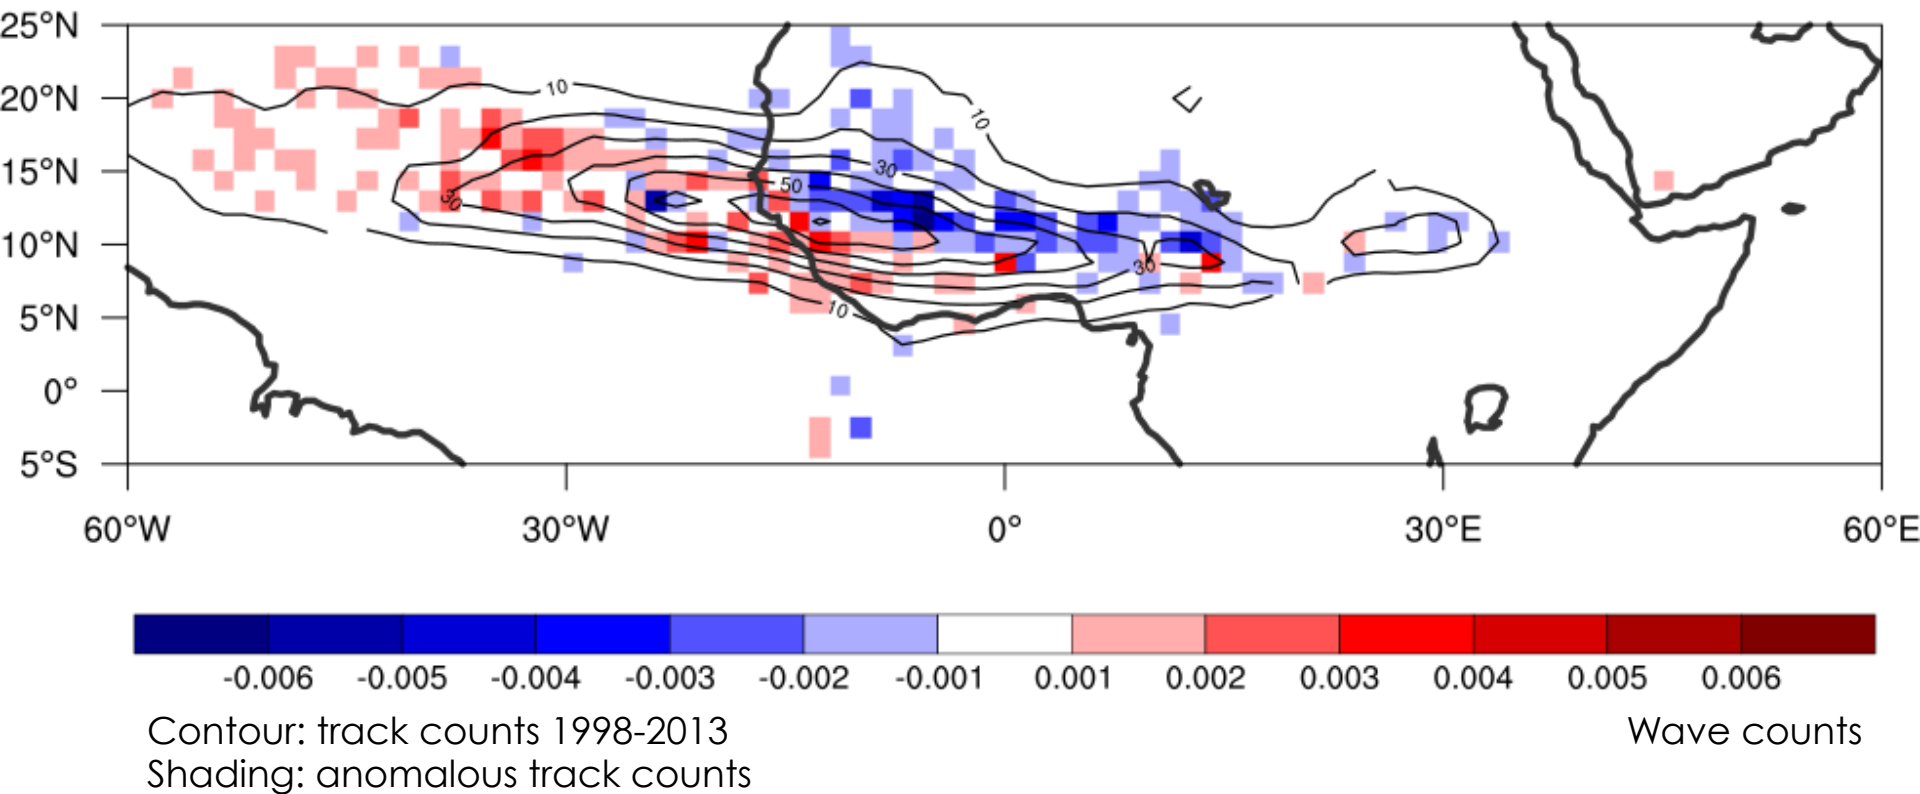 25°N
20°N
15°N
10°N
5°N
0°
5°S
10
10
30
50
30
30
10
60°W
30°W
0°
30°E
60°E
-0.006
-0.005
-0.004
-0.003
-0.002
-0.001
0.001
0.002
0.003
0.004
0.005
0.006
Contour: track counts 1998-2013
Wave counts
Shading: anomalous track counts